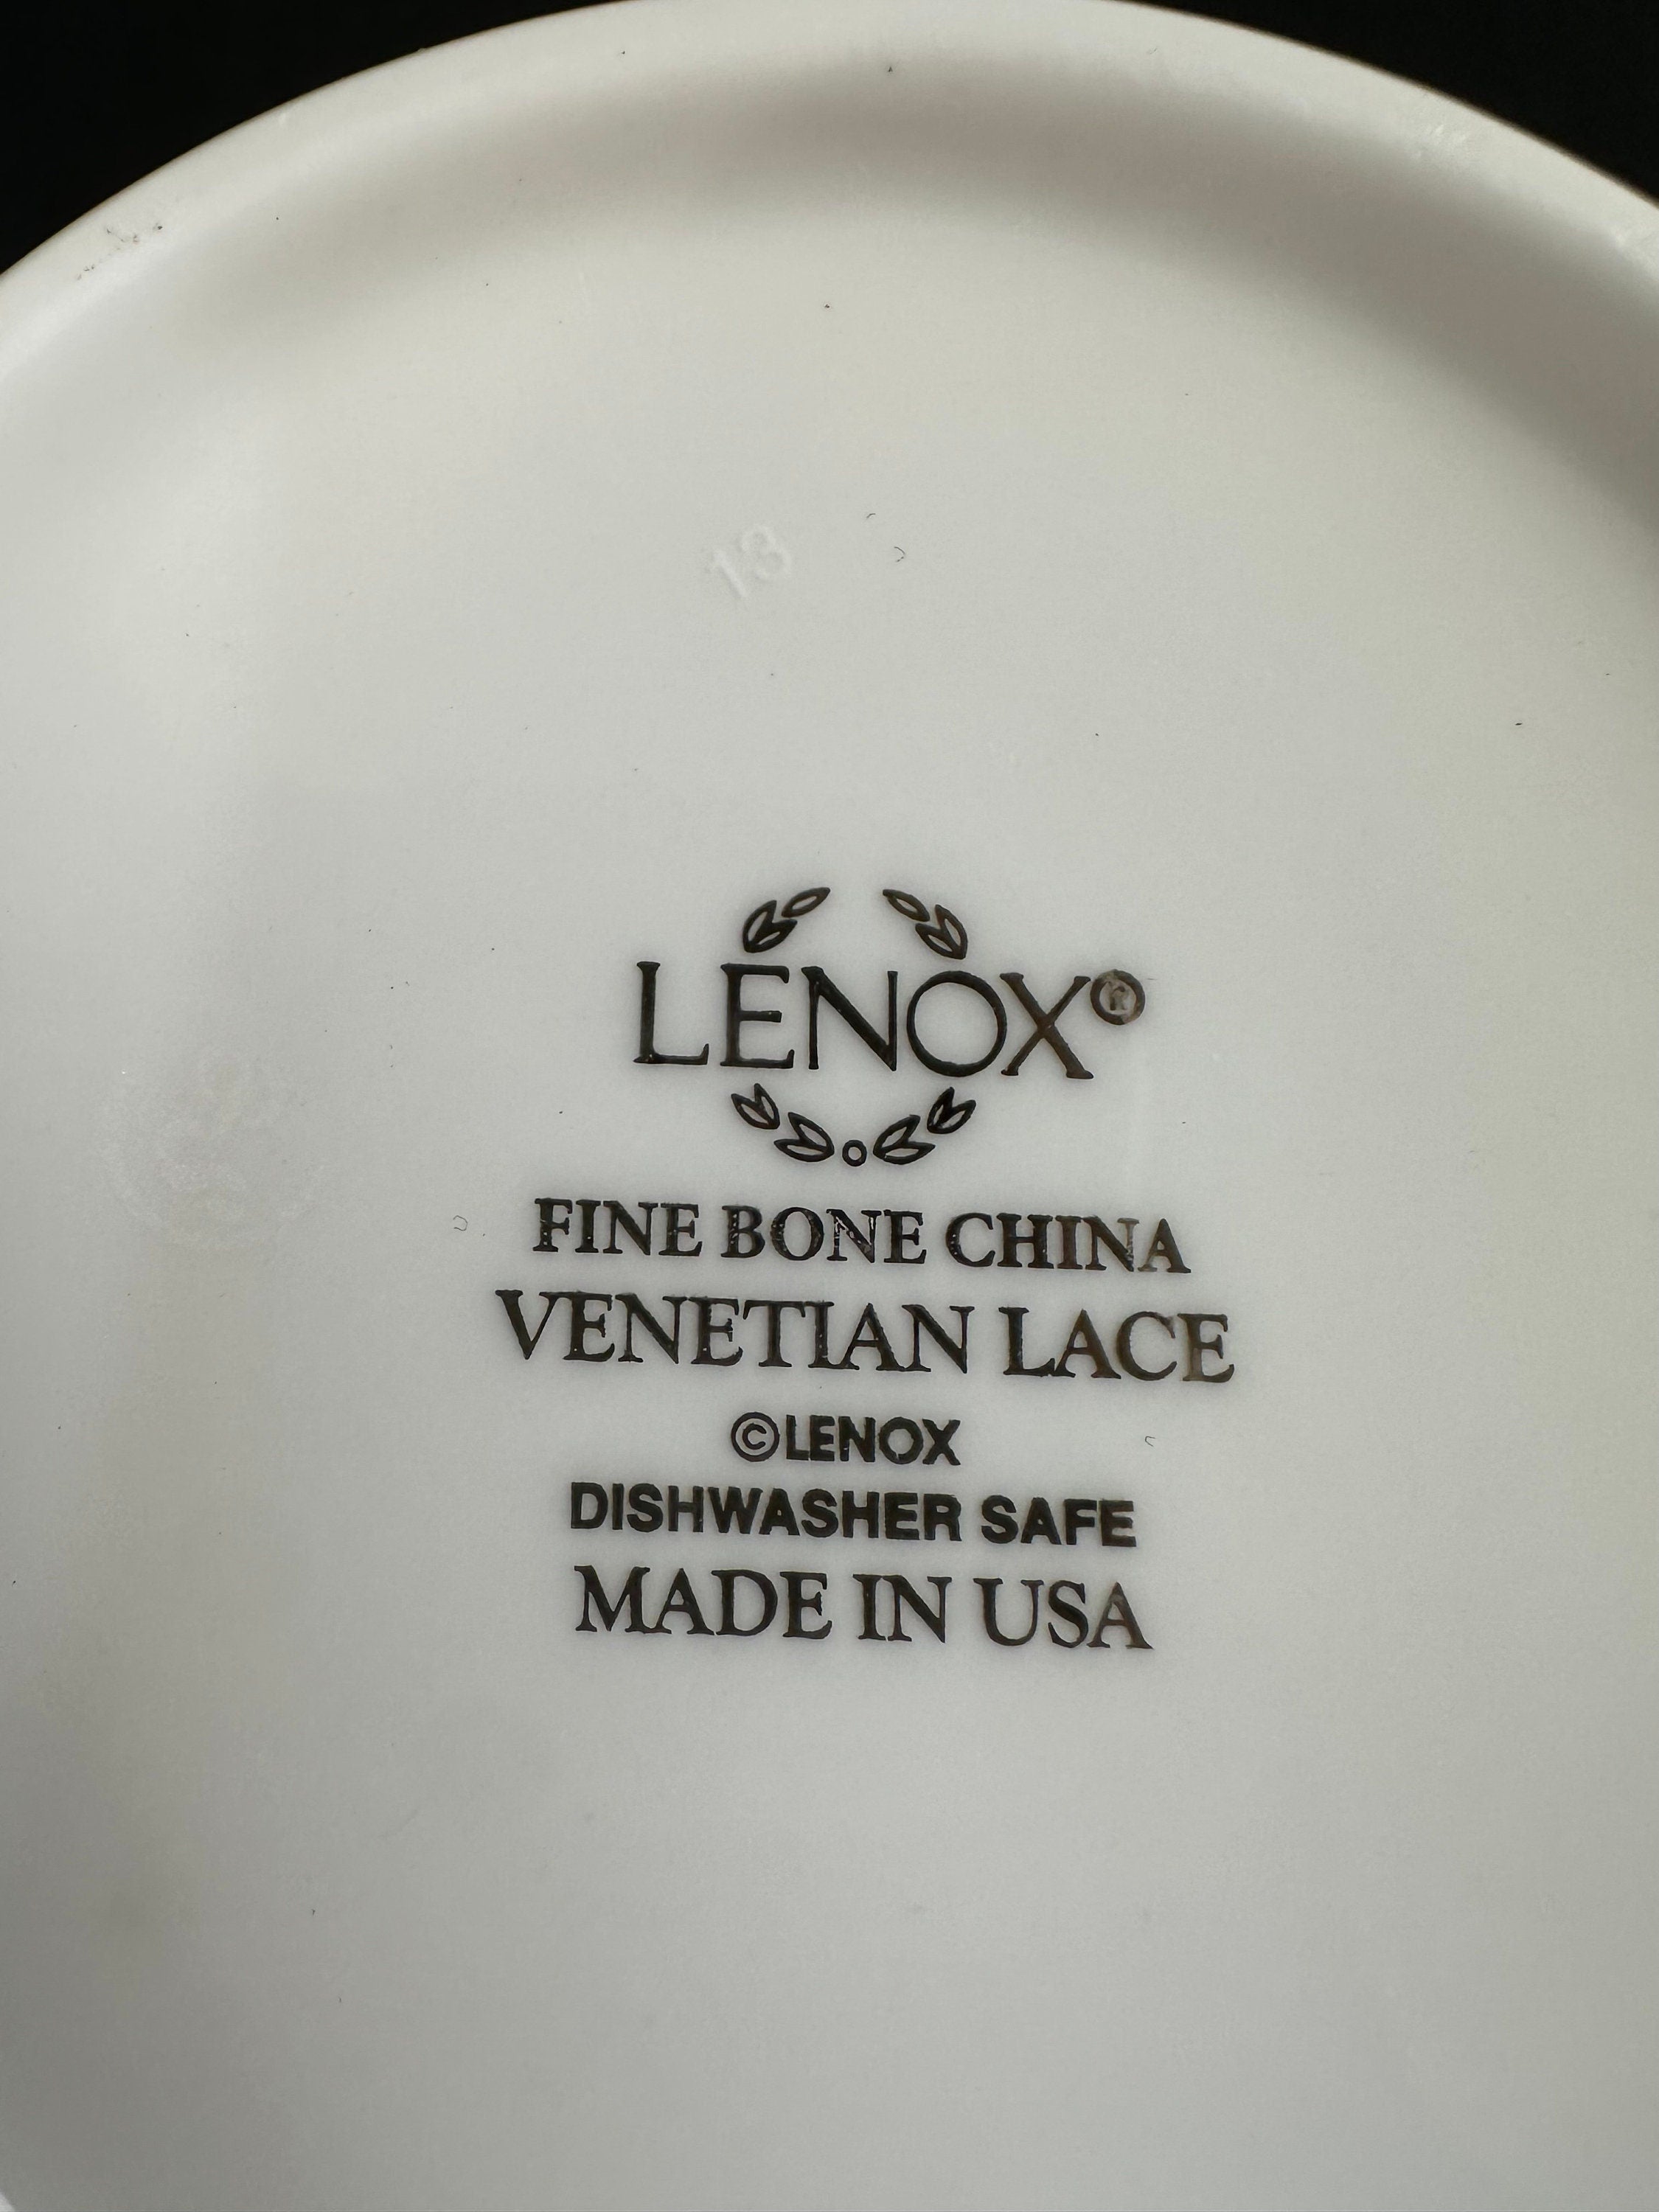 13
LENOX®
FINE BONE CHINA
VENETIAN LACE
©LENOX
DISHWASHER SAFE
MADE IN USA